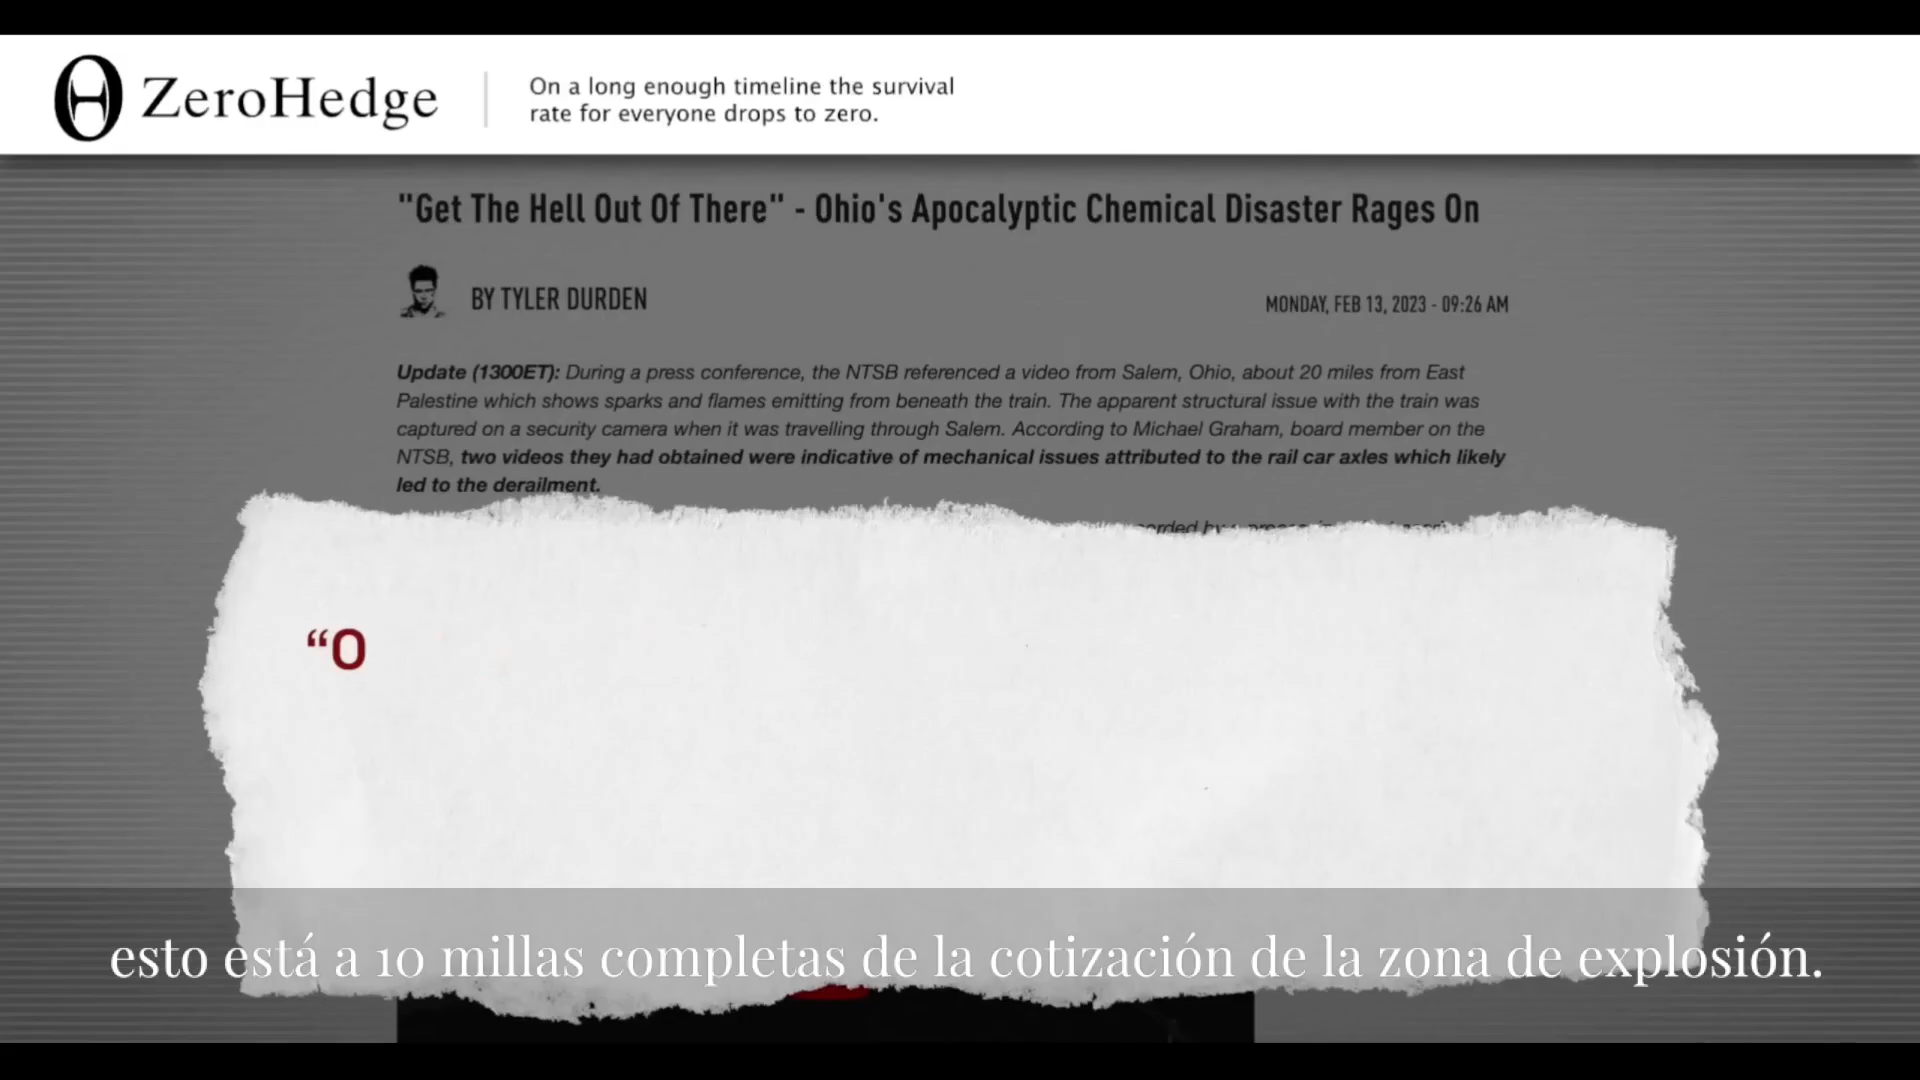 ZeroHedge
On a long enough timeline the survival
rate for everyone drops to zero.
"Get The Hell Out Of There" - Ohio's Apocalyptic Chemical Disaster Rages On
BY TYLER DURDEN
MONDAY, FEB 13, 2023 - 09:26 AM
Update (1300ET): During a press conference, the NTSB referenced a video from Salem, Ohio, about 20 miles from East
Palestine which shows sparks and flames emitting from beneath the train. The apparent structural issue with the train was
captured on a security camera when it was travelling through Salem. According to Michael Graham, board member on the
NTSB, two videos they had obtained were indicative of mechanical issues attributed to the rail car axles which likely
led to the derailment.
“O
esto está a 10 millas completas de la cotización de la zona de explosión.